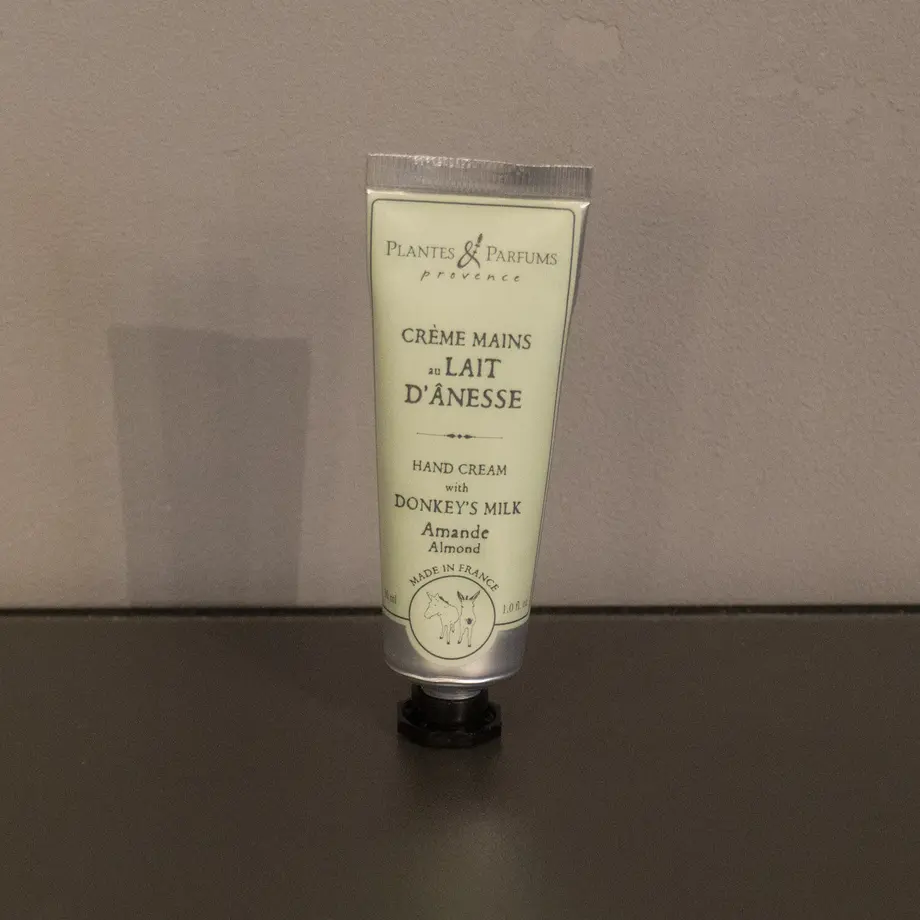 PLANTES & PARFUMS
provence
CRÈME MAINS
au LAIT
D'ÂNESSE
HAND CREAM
with
DONKEY'S MILK
Amande
Almond
MADE IN FRANCE
ml
1.0 fl.